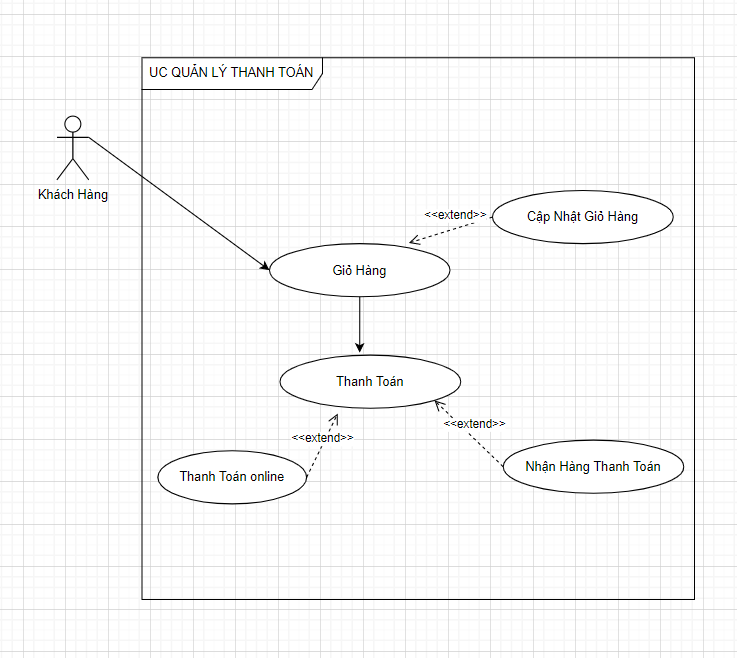 UC QUẢN LÝ THANH TOÁN
Khách Hàng
<<extend>>
Cập Nhật Giỏ Hàng
Giỏ Hàng
Thanh Toán
<<extend>>
<<extend>>
Thanh Toán online
Nhận Hàng Thanh Toán